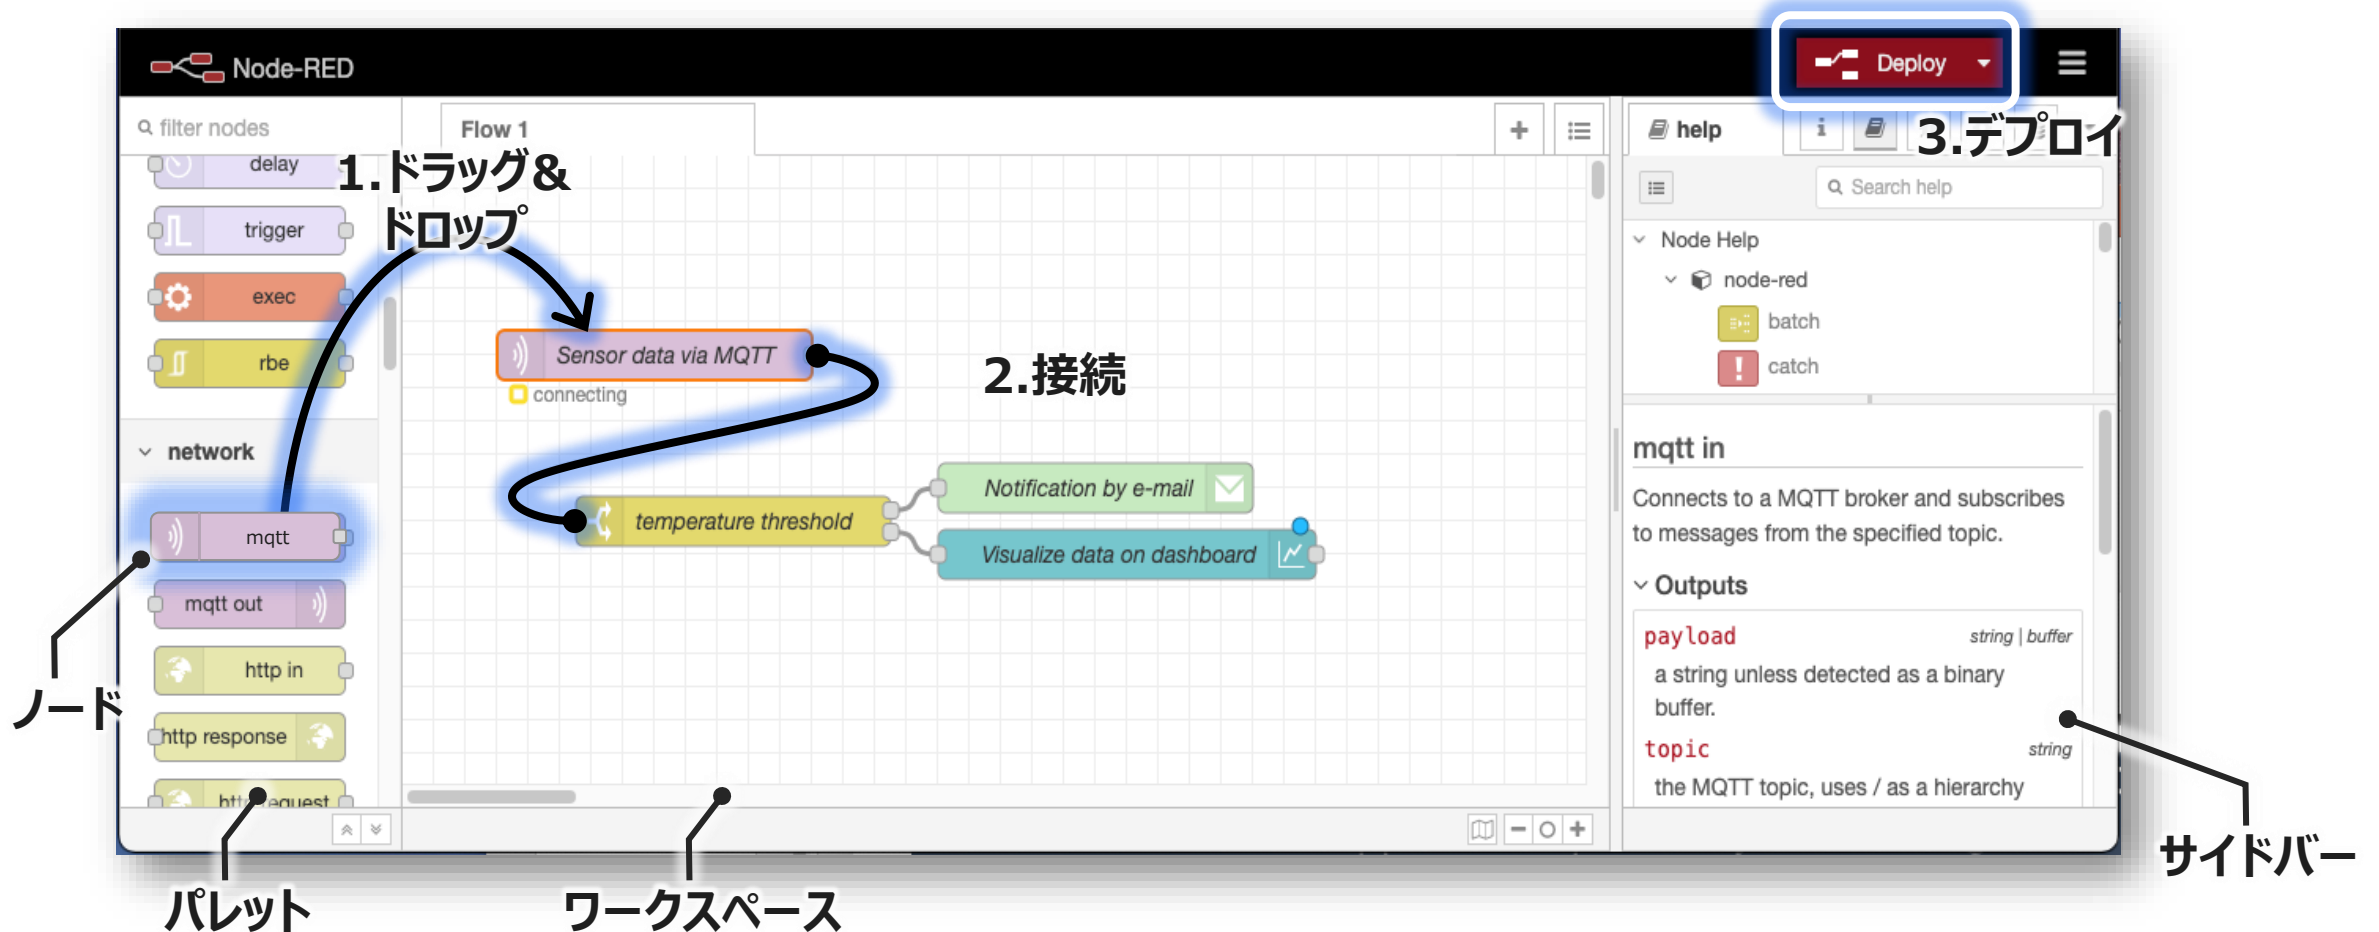 Node-RED
Deploy
3.デプロイ
filter nodes
Flow 1
help
i
1.ドラッグ&
ドロップ
delay
trigger
exec
rbe
network
mqtt
mqtt out
http in
http response
http request
Sensor data via MQTT
connecting
2.接続
temperature threshold
Notification by e-mail
Visualize data on dashboard
Search help
Node Help
node-red
batch
catch
mqtt in
Connects to a MQTT broker and subscribes
to messages from the specified topic.
Outputs
payload string | buffer
a string unless detected as a binary
buffer.
topic string
the MQTT topic, uses / as a hierarchy
ノード
パレット
ワークスペース
サイドバー